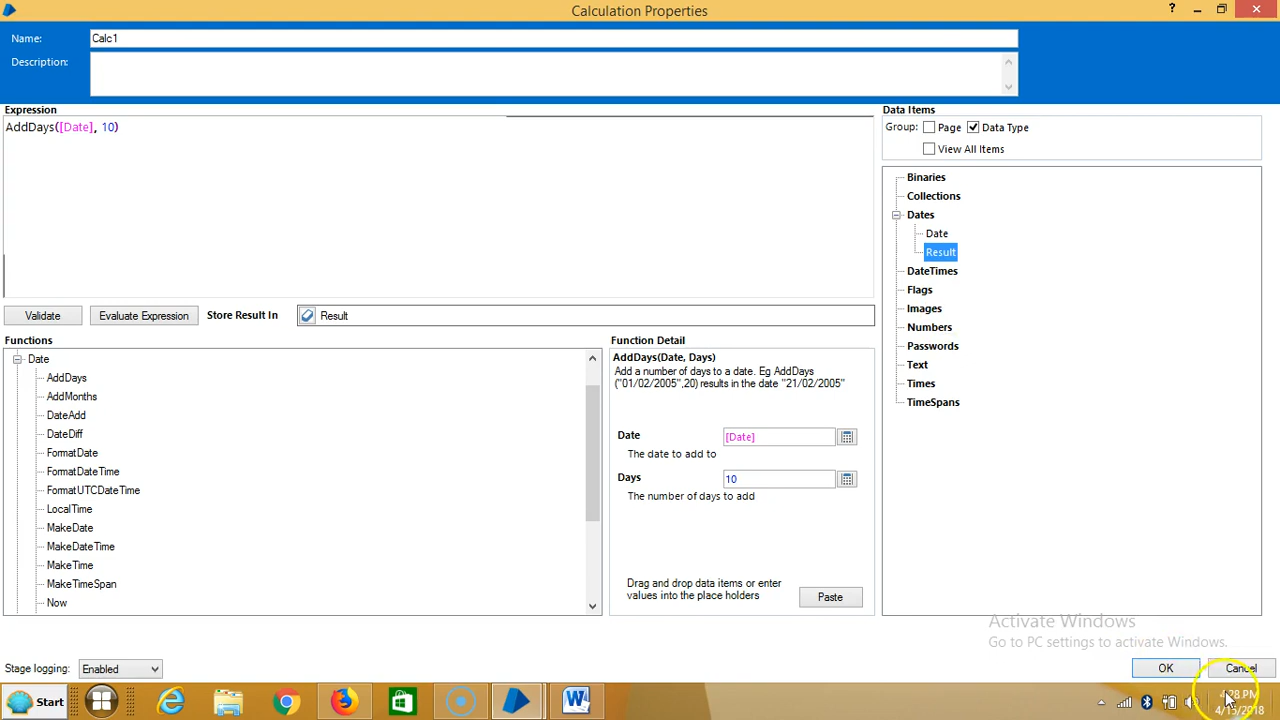 Calculation Properties
?
Name:
Calc1
Description:
Expression
AddDays([Date], 10)
Data Items
Group:
Page
Data Type
View All Items
Binaries
Collections
Dates
Date
Result
DateTimes
Flags
Images
Numbers
Passwords
Text
Times
TimeSpans
Validate
Evaluate Expression
Store Result In
Result
Functions
Date
AddDays
AddMonths
DateAdd
DateDiff
FormatDate
FormatDateTime
FormatUTCDateTime
LocalTime
MakeDate
MakeDateTime
MakeTime
MakeTimeSpan
Now
Function Detail
AddDays(Date, Days)
Add a number of days to a date. Eg AddDays
("01/02/2005",20) results in the date "21/02/2005"
Date
[Date]
The date to add to
Days
10
The number of days to add
Drag and drop data items or enter
values into the place holders
Paste
Activate Windows
Go to PC settings to activate Windows.
Stage logging:
Enabled
OK
Cancel
Start
4:28 PM
4/15/2018